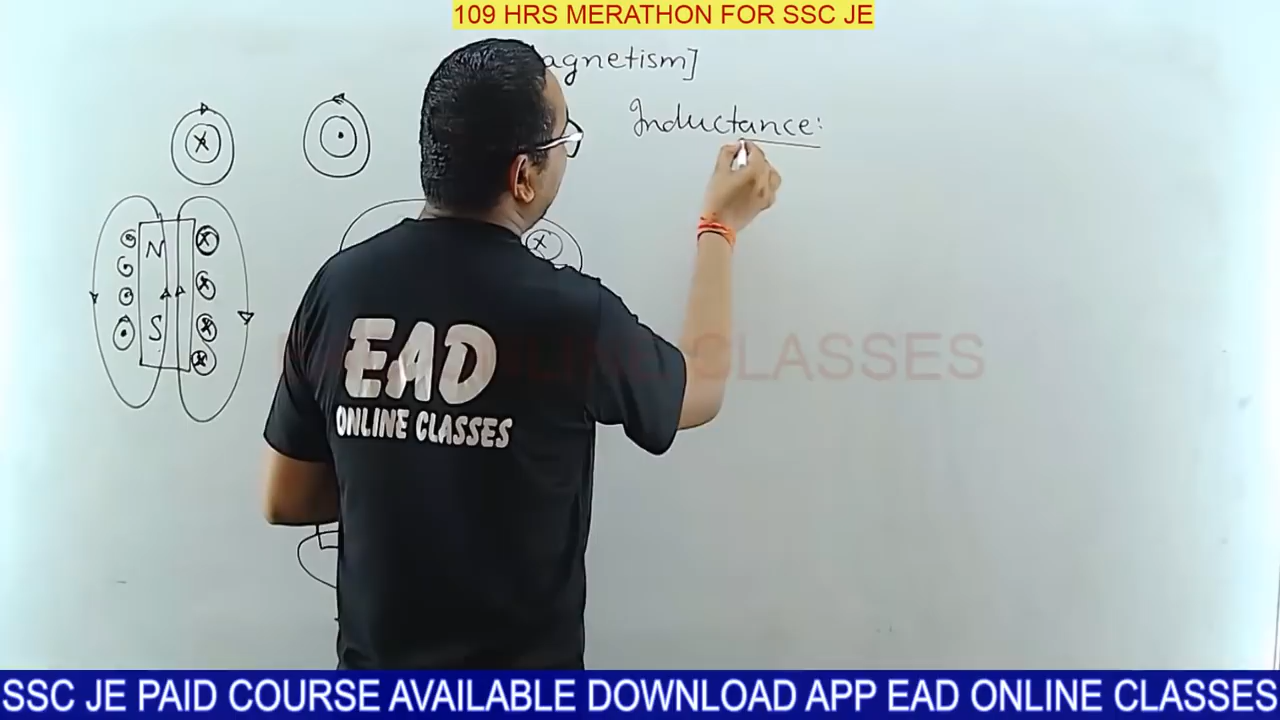 109 HRS MERATHON FOR SSC JE
agnetism]
Inductance:
N
S
EAD
ONLINE CLASSES
ONLINE CLASSES
SSC JE PAID COURSE AVAILABLE DOWNLOAD APP EAD ONLINE CLASSES